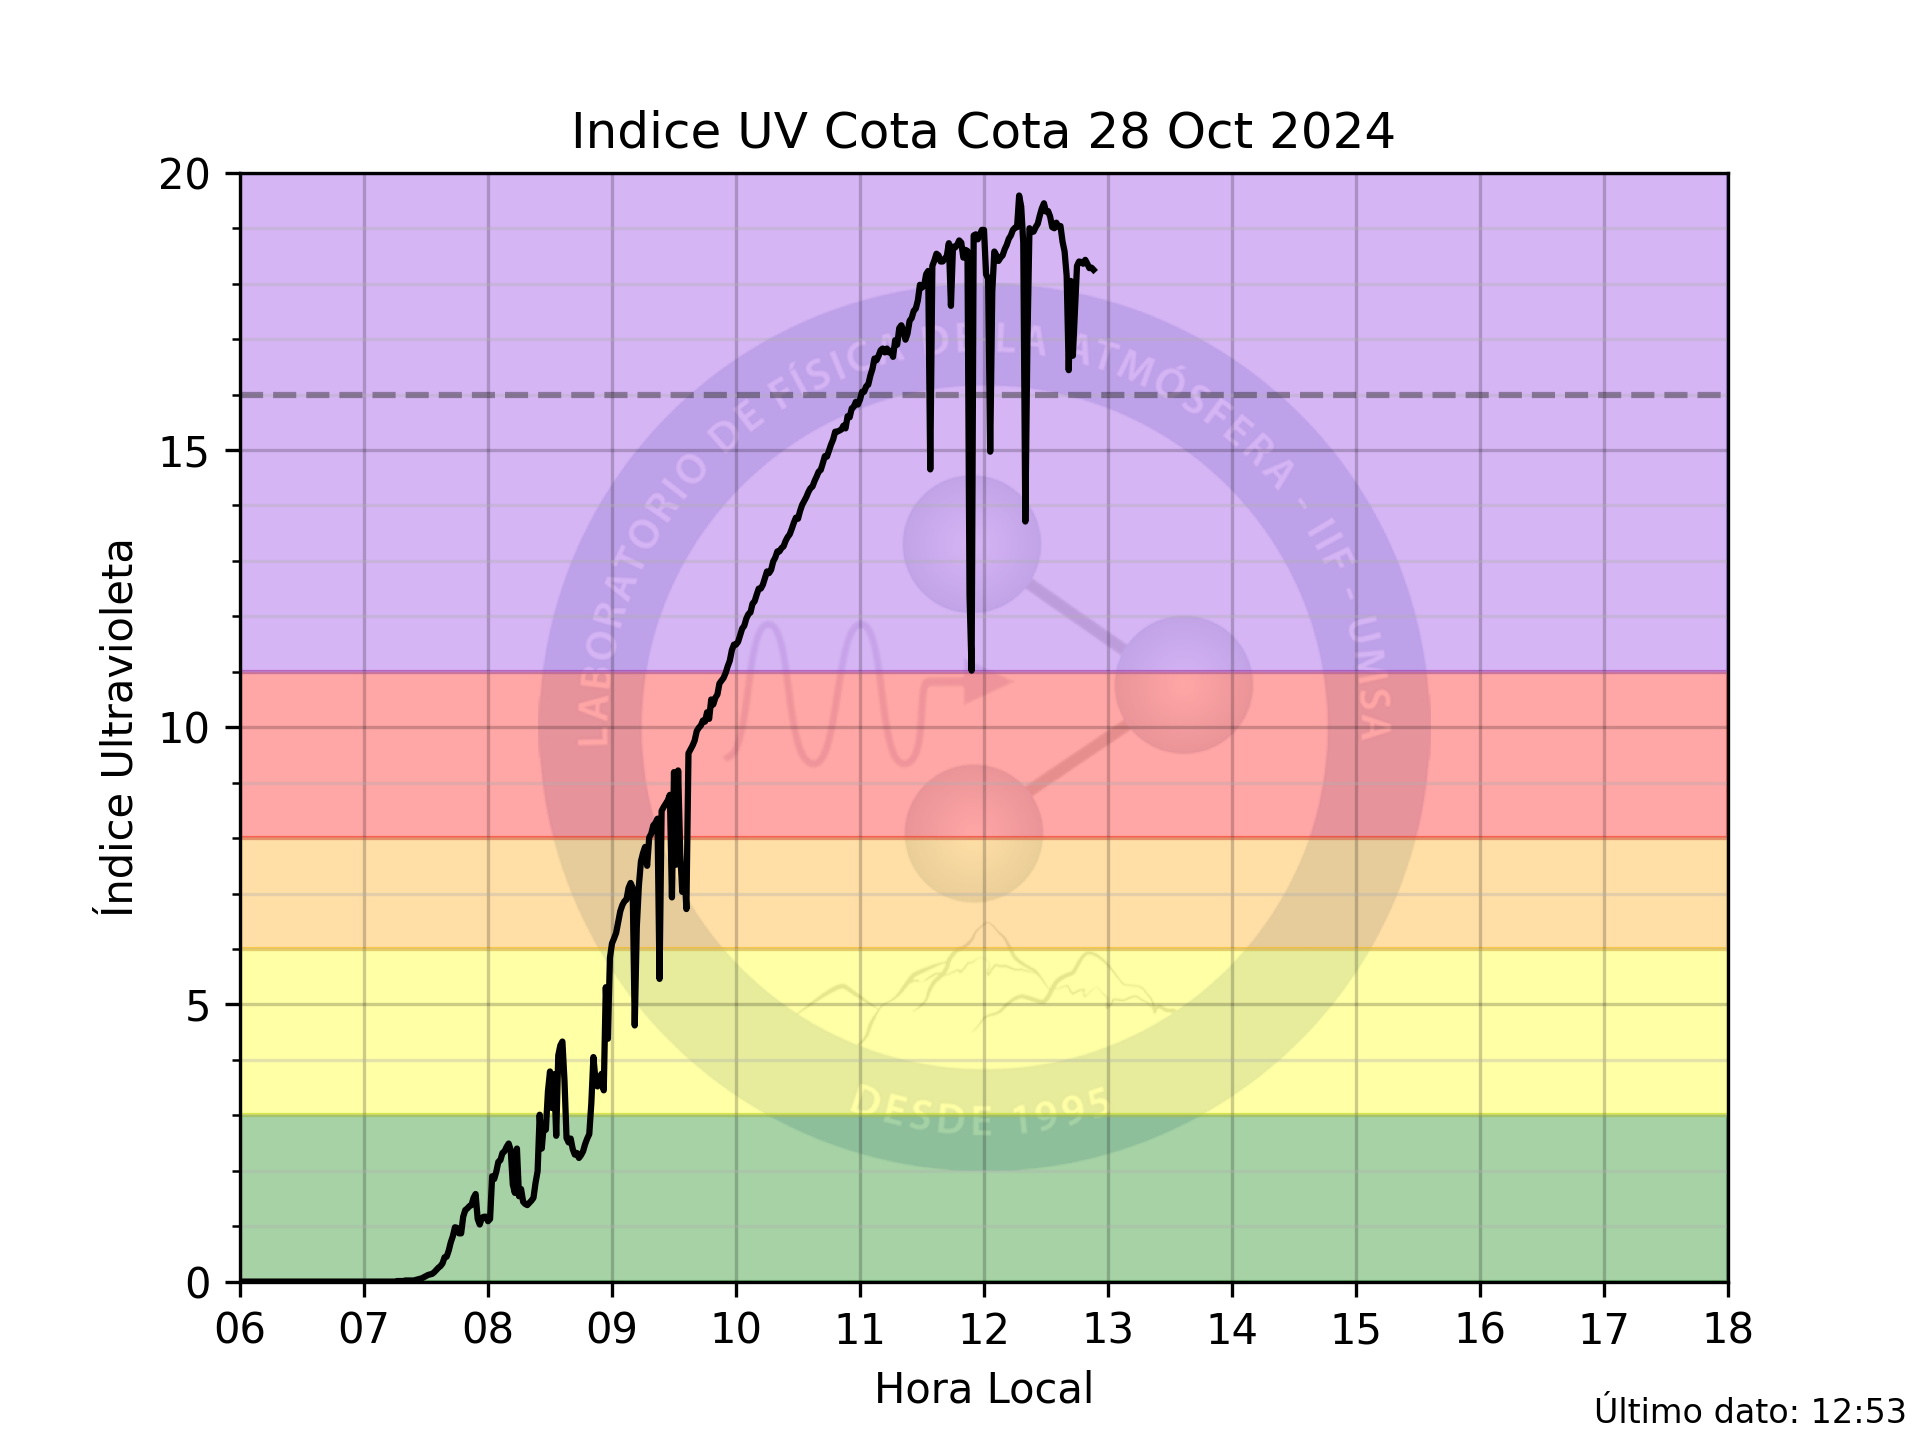 Indice UV Cota Cota 28 Oct 2024
20
15
10
5
0
Índice Ultravioleta
LABORATORIO DE FÍSICA DE LA ATMÓSFERA - IIF - UMSA
DESDE 1995
06 07 08 09 10 11 12 13 14 15 16 17 18
Hora Local
Último dato: 12:53